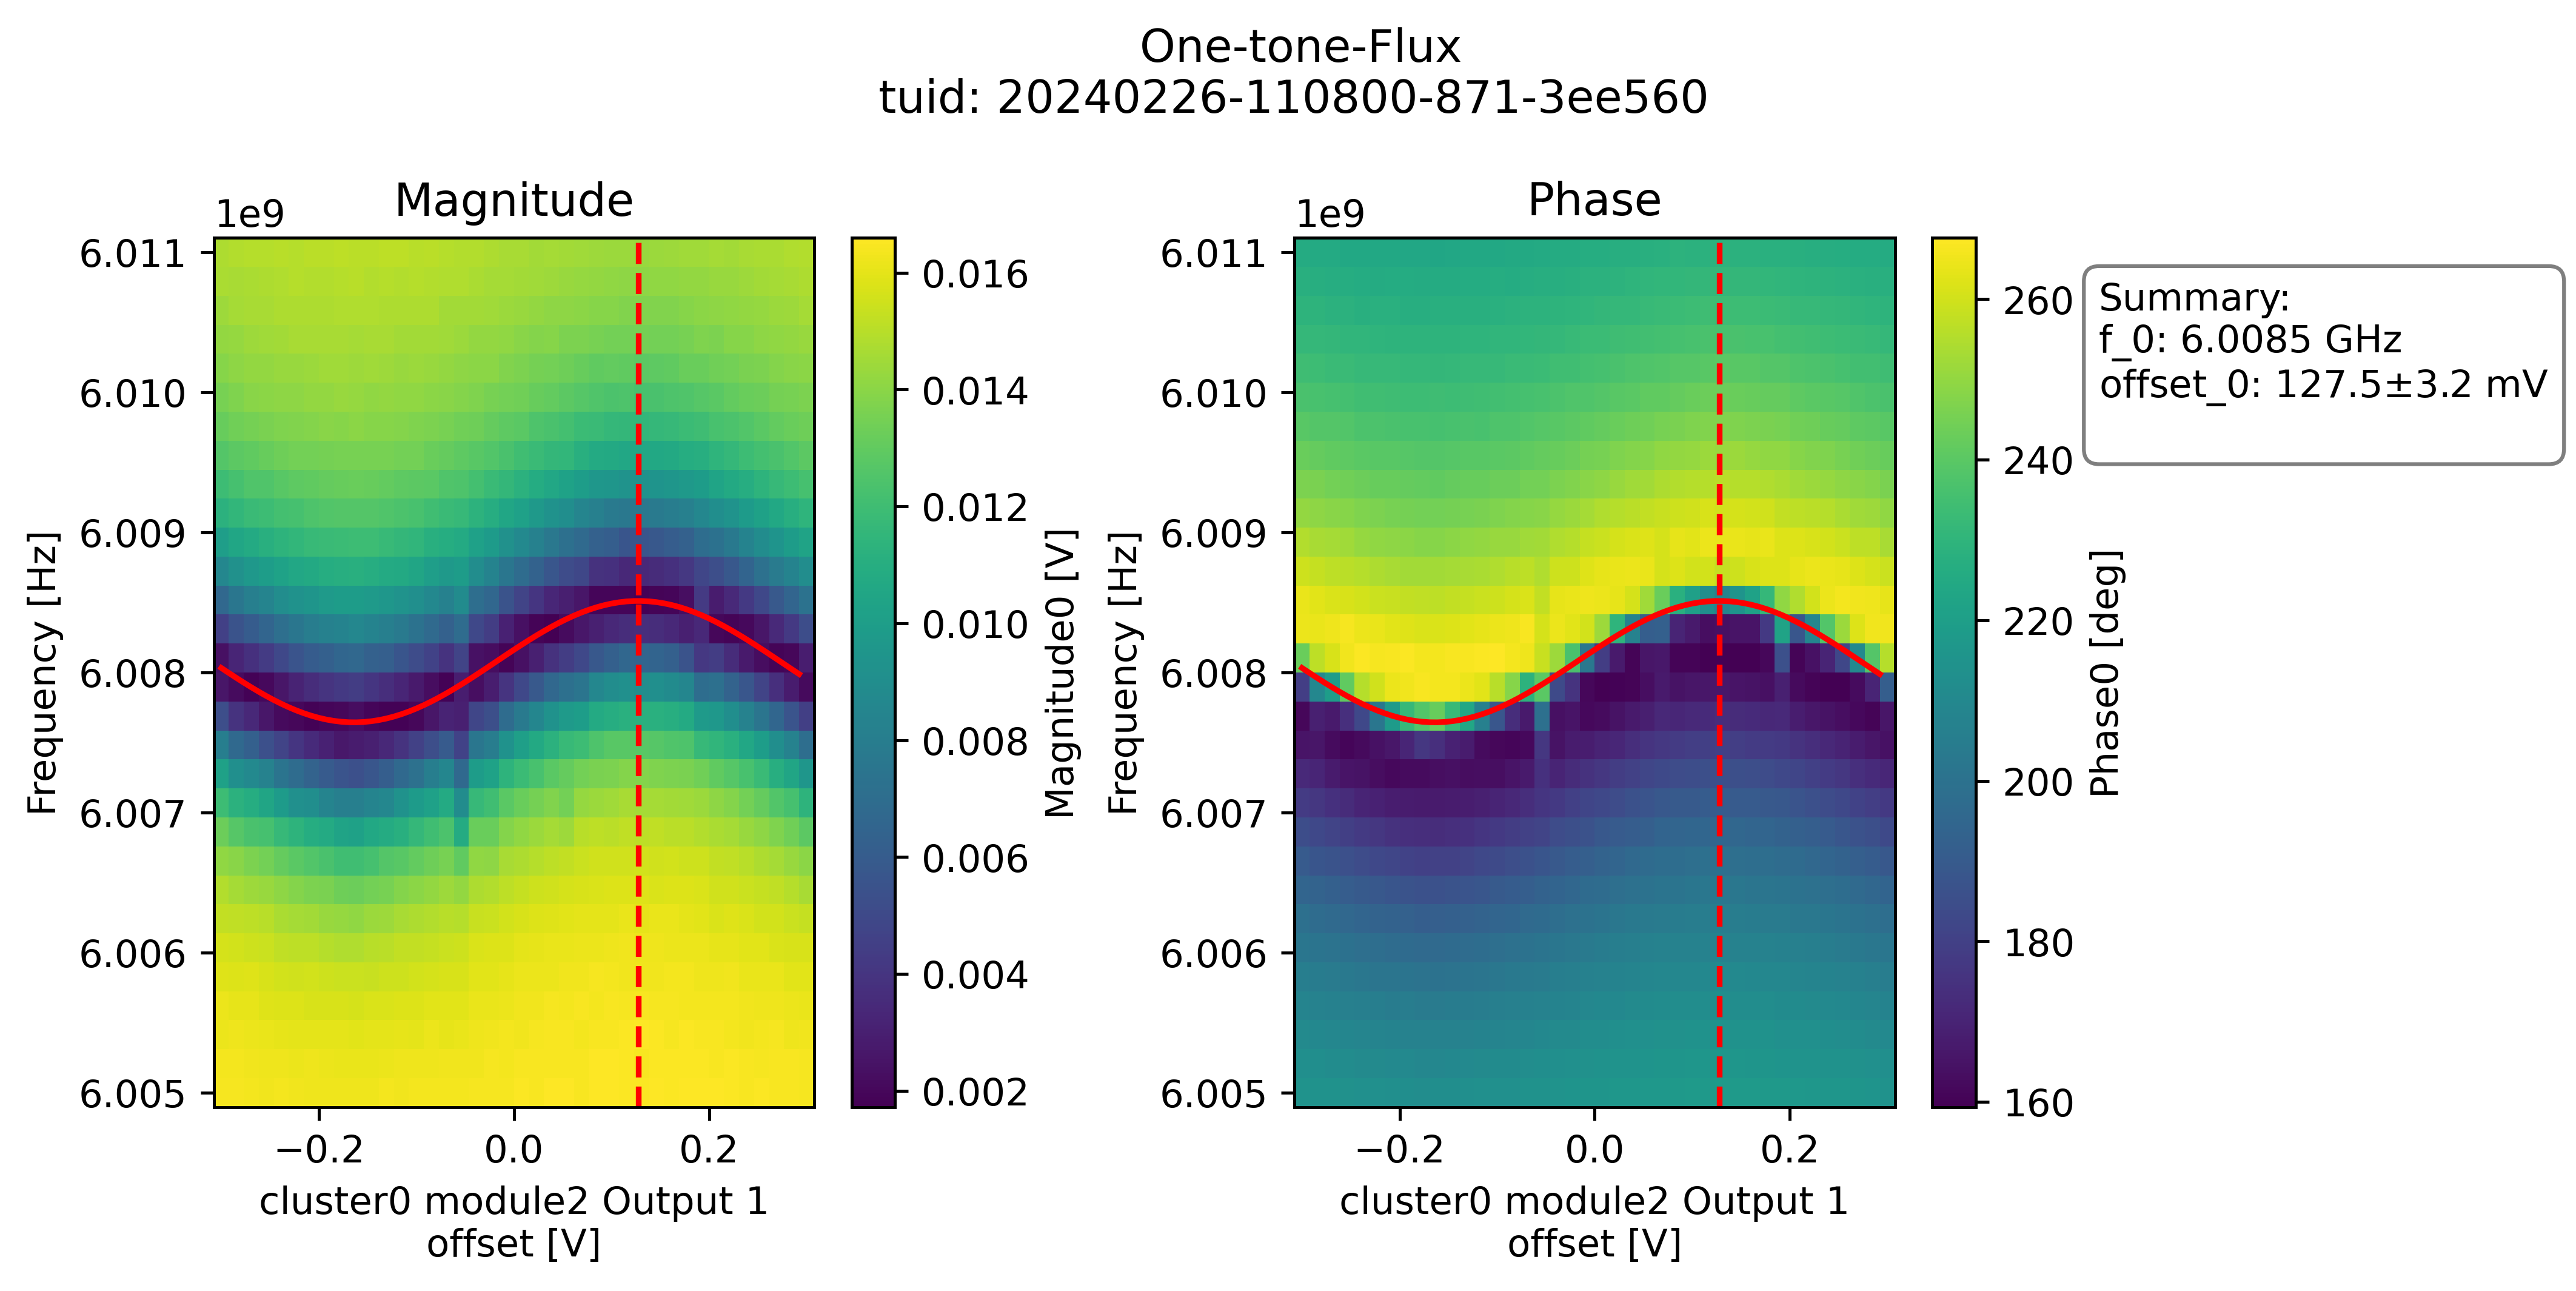 One-tone-Flux
tuid: 20240226-110800-871-3ee560
Magnitude
1e9
6.011
6.010
6.009
6.008
6.007
6.006
6.005
Frequency [Hz]
−0.2
0.0
0.2
cluster0 module2 Output 1
offset [V]
0.016
0.014
0.012
0.010
0.008
0.006
0.004
0.002
Magnitude0 [V]
Phase
1e9
6.011
6.010
6.009
6.008
6.007
6.006
6.005
Frequency [Hz]
−0.2
0.0
0.2
cluster0 module2 Output 1
offset [V]
260
240
220
200
180
160
Phase0 [deg]
Summary:
f_0: 6.0085 GHz
offset_0: 127.5±3.2 mV